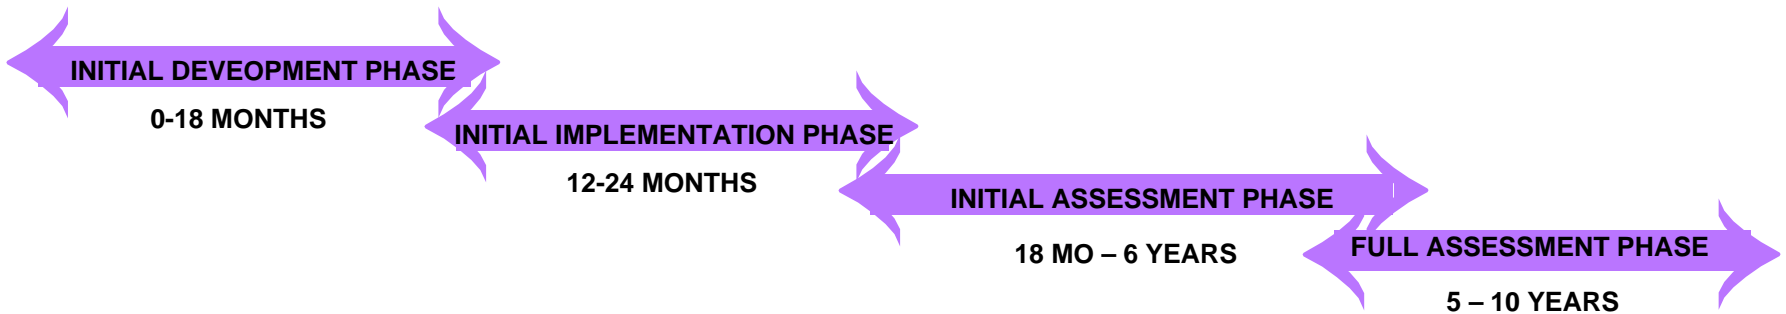 INITIAL DEVEOPMENT PHASE
0-18 MONTHS
INITIAL IMPLEMENTATION PHASE
12-24 MONTHS
INITIAL ASSESSMENT PHASE
18 MO – 6 YEARS
FULL ASSESSMENT PHASE
5 – 10 YEARS